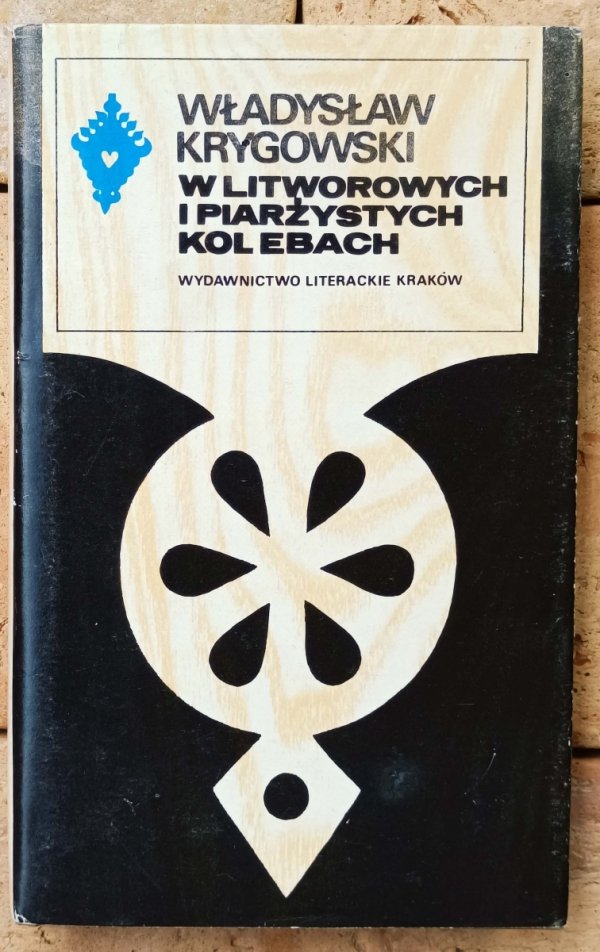 WŁADYSŁAW
KRYGOWSKI
W LITWOROWYCH
I PIARŻYSTYCH
KOLEBACH
WYDAWNICTWO LITERACKIE KRAKÓW